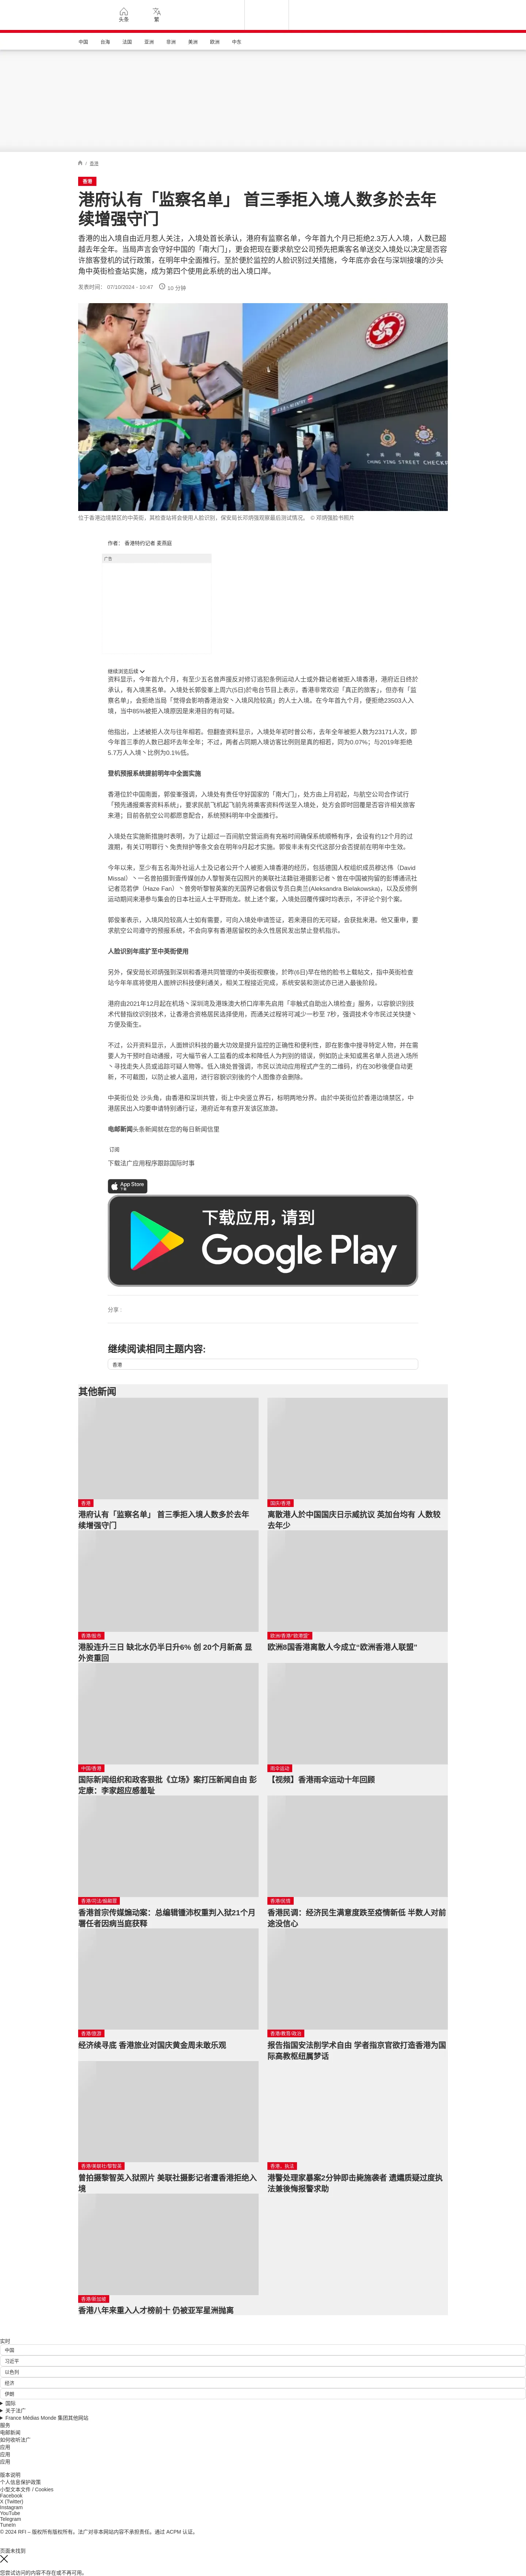 头条
繁
中国
台海
法国
亚洲
非洲
美洲
欧洲
中东
/ 香港
香港
港府认有「监察名单」 首三季拒入境人数多於去年
续增强守门
香港的出入境自由近月惹人关注，入境处首长承认，港府有监察名单，今年首九个月已拒绝2.3万人入境，人数已超
越去年全年。当局声言会守好中国的「南大门」，更会把现在要求航空公司预先把乘客名单送交入境处以决定是否容
许旅客登机的试行政策，在明年中全面推行。至於便於监控的人脸识别过关措施，今年底亦会在与深圳接壤的沙头
角中英街检查站实施，成为第四个使用此系统的出入境口岸。
发表时间： 07/10/2024 - 10:47 10 分钟
位于香港边境禁区的中英街，其检查站将会使用人脸识别，保安局长邓炳强观察最后测试情况。 © 邓炳强脸书照片
作者： 香港特约记者 麦燕庭
广告
继续浏览后续
资料显示，今年首九个月，有至少五名曾声援反对修订逃犯条例运动人士或外籍记者被拒入境香港，港府近日终於
承认，有入境黑名单。入境处长郭俊峯上周六(5日)於电台节目上表示，香港非常欢迎「真正的旅客」，但亦有「监
察名单」，会拒绝当局「觉得会影响香港治安丶入境风险较高」的人士入境。在今年首九个月，便拒绝23503人入
境，当中85%被拒入境原因是来港目的有可疑。
他指出，上述被拒人次与往年相若。但翻查资料显示，入境处年初时曾公布，去年全年被拒人数为23171人次，即
今年首三季的人数已超坏去年全年；不过，两者占同期入境访客比例则是真的相若，同为0.07%；与2019年拒绝
5.7万人入境丶比例为0.1%低。
登机预报系统提前明年中全面实施
香港位於中国南面，郭俊峯强调，入境处有责任守好国家的「南大门」，处方由上月初起，与航空公司合作试行
「预先通报乘客资料系统」，要求民航飞机起飞前先将乘客资料传送至入境处，处方会即时回覆是否容许相关旅客
来港；目前各航空公司都愿意配合，系统预料明年中全面推行。
入境处在实施新措施时表明，为了让超过一百间航空营运商有充裕时间确保系统顺畅有序，会设有约12个月的过
渡期，有关订明罪行丶免责辩护等条文会在明年9月起才实施。郭俊丰未有交代这部分会否提前在明年中生效。
今年以来，至少有五名海外社运人士及记者公开个人被拒入境香港的经历，包括德国人权组织成员穆达伟（David
Missal）丶一名曾拍摄到壹传媒创办人黎智英在囚照片的美联社法籍驻港摄影记者丶曾在中国被拘留的彭博通讯社
记者范若伊（Haze Fan）丶曾旁听黎智英案的无国界记者倡议专员白奥兰(Aleksandra Bielakowska)，以及反修例
运动期间来港参与集会的日本社运人士平野雨龙。就上述个案，入境处回覆传媒时均表示，不评论个别个案。
郭俊峯表示，入境风险较高人士如有需要，可向入境处申请签证，若来港目的无可疑，会获批来港。他又重申，要
求航空公司遵守的预报系统，不会向享有香港居留权的永久性居民发出禁止登机指示。
人脸识别年底扩至中英街使用
另外，保安局长邓炳强到深圳和香港共同管理的中英街视察後，於昨(6日)早在他的脸书上载帖文，指中英街检查
站今年年底将使用人面辨识科技便利通关，相关工程接近完成，系统安装和测试亦已进入最後阶段。
港府由2021年12月起在机场丶深圳湾及港珠澳大桥口岸率先启用「非触式自助出入境检查」服务，以容貌识别技
术代替指纹识别技术，让香港合资格居民选择使用，而通关过程将可减少一秒至 7秒，强调技术令市民过关快捷丶
方便及衞生。
不过，公开资料显示，人面辨识科技的最大功效是提升监控的正确性和便利性，即在影像中搜寻特定人物，并在需
要人为干预时自动通报，可大幅节省人工监看的成本和降低人为判别的错误，例如防止未知或黑名单人员进入场所
丶寻找走失人员或追踪可疑人物等。低入境处曾强调，市民以流动应用程式产生的二维码，约在30秒後便自动更
新，不可截图，以防止被人盗用，进行容貌识别後的个人图像亦会删除。
中英街位处 沙头角，由香港和深圳共管，街上中央竖立界石，标明两地分界。由於中英街位於香港边境禁区，中
港居民出入均要申请特别通行证，港府近年有意开发该区旅游。
电邮新闻头条新闻就在您的每日新闻信里
订阅
下载法广应用程序跟踪国际时事
App Store
下载
下载应用，请到
Google Play
分享：
继续阅读相同主题内容:
香港
其他新闻
香港
港府认有「监察名单」 首三季拒入境人数多於去年
续增强守门
国庆/香港
离散港人於中国国庆日示威抗议 英加台均有 人数较
去年少
香港/股市
港股连升三日 缺北水仍半日升6% 创 20个月新高 显
外资重回
欧洲/香港/"欧港盟"
欧洲8国香港离散人今成立"欧洲香港人联盟"
中国/香港
国际新闻组织和政客狠批《立场》案打压新闻自由 彭
定康：李家超应感羞耻
雨伞运动
【视频】香港雨伞运动十年回顾
香港/司法/煽颠罪
香港首宗传媒煽动案：总编辑锺沛权重判入狱21个月
署任者因病当庭获释
香港/民情
香港民调：经济民生满意度跌至疫情新低 半数人对前
途没信心
香港/旅游
经济续寻底 香港旅业对国庆黄金周未敢乐观
香港/教育/政治
报告指国安法削学术自由 学者指京官欲打造香港为国
际高教枢纽属梦话
香港/美联社/黎智英
曾拍摄黎智英入狱照片 美联社摄影记者遭香港拒绝入
境
香港、执法
港警处理家暴案2分钟即击毙施袭者 遗孀质疑过度执
法兼後悔报警求助
香港/新加坡
香港八年来重入人才榜前十 仍被亚军星洲抛离
实时
中国
习近平
以色列
经济
伊朗
国际
关于法广
France Médias Monde 集团其他网站
服务
电邮新闻
如何收听法广
应用
应用
应用
版本说明
个人信息保护政策
小型文本文件 / Cookies
Facebook
X (Twitter)
Instagram
YouTube
Telegram
TuneIn
© 2024 RFI – 版权所有版权所有。法广对非本网站内容不承担责任。通过 ACPM 认证。
页面未找到
您尝试访问的内容不存在或不再可用。